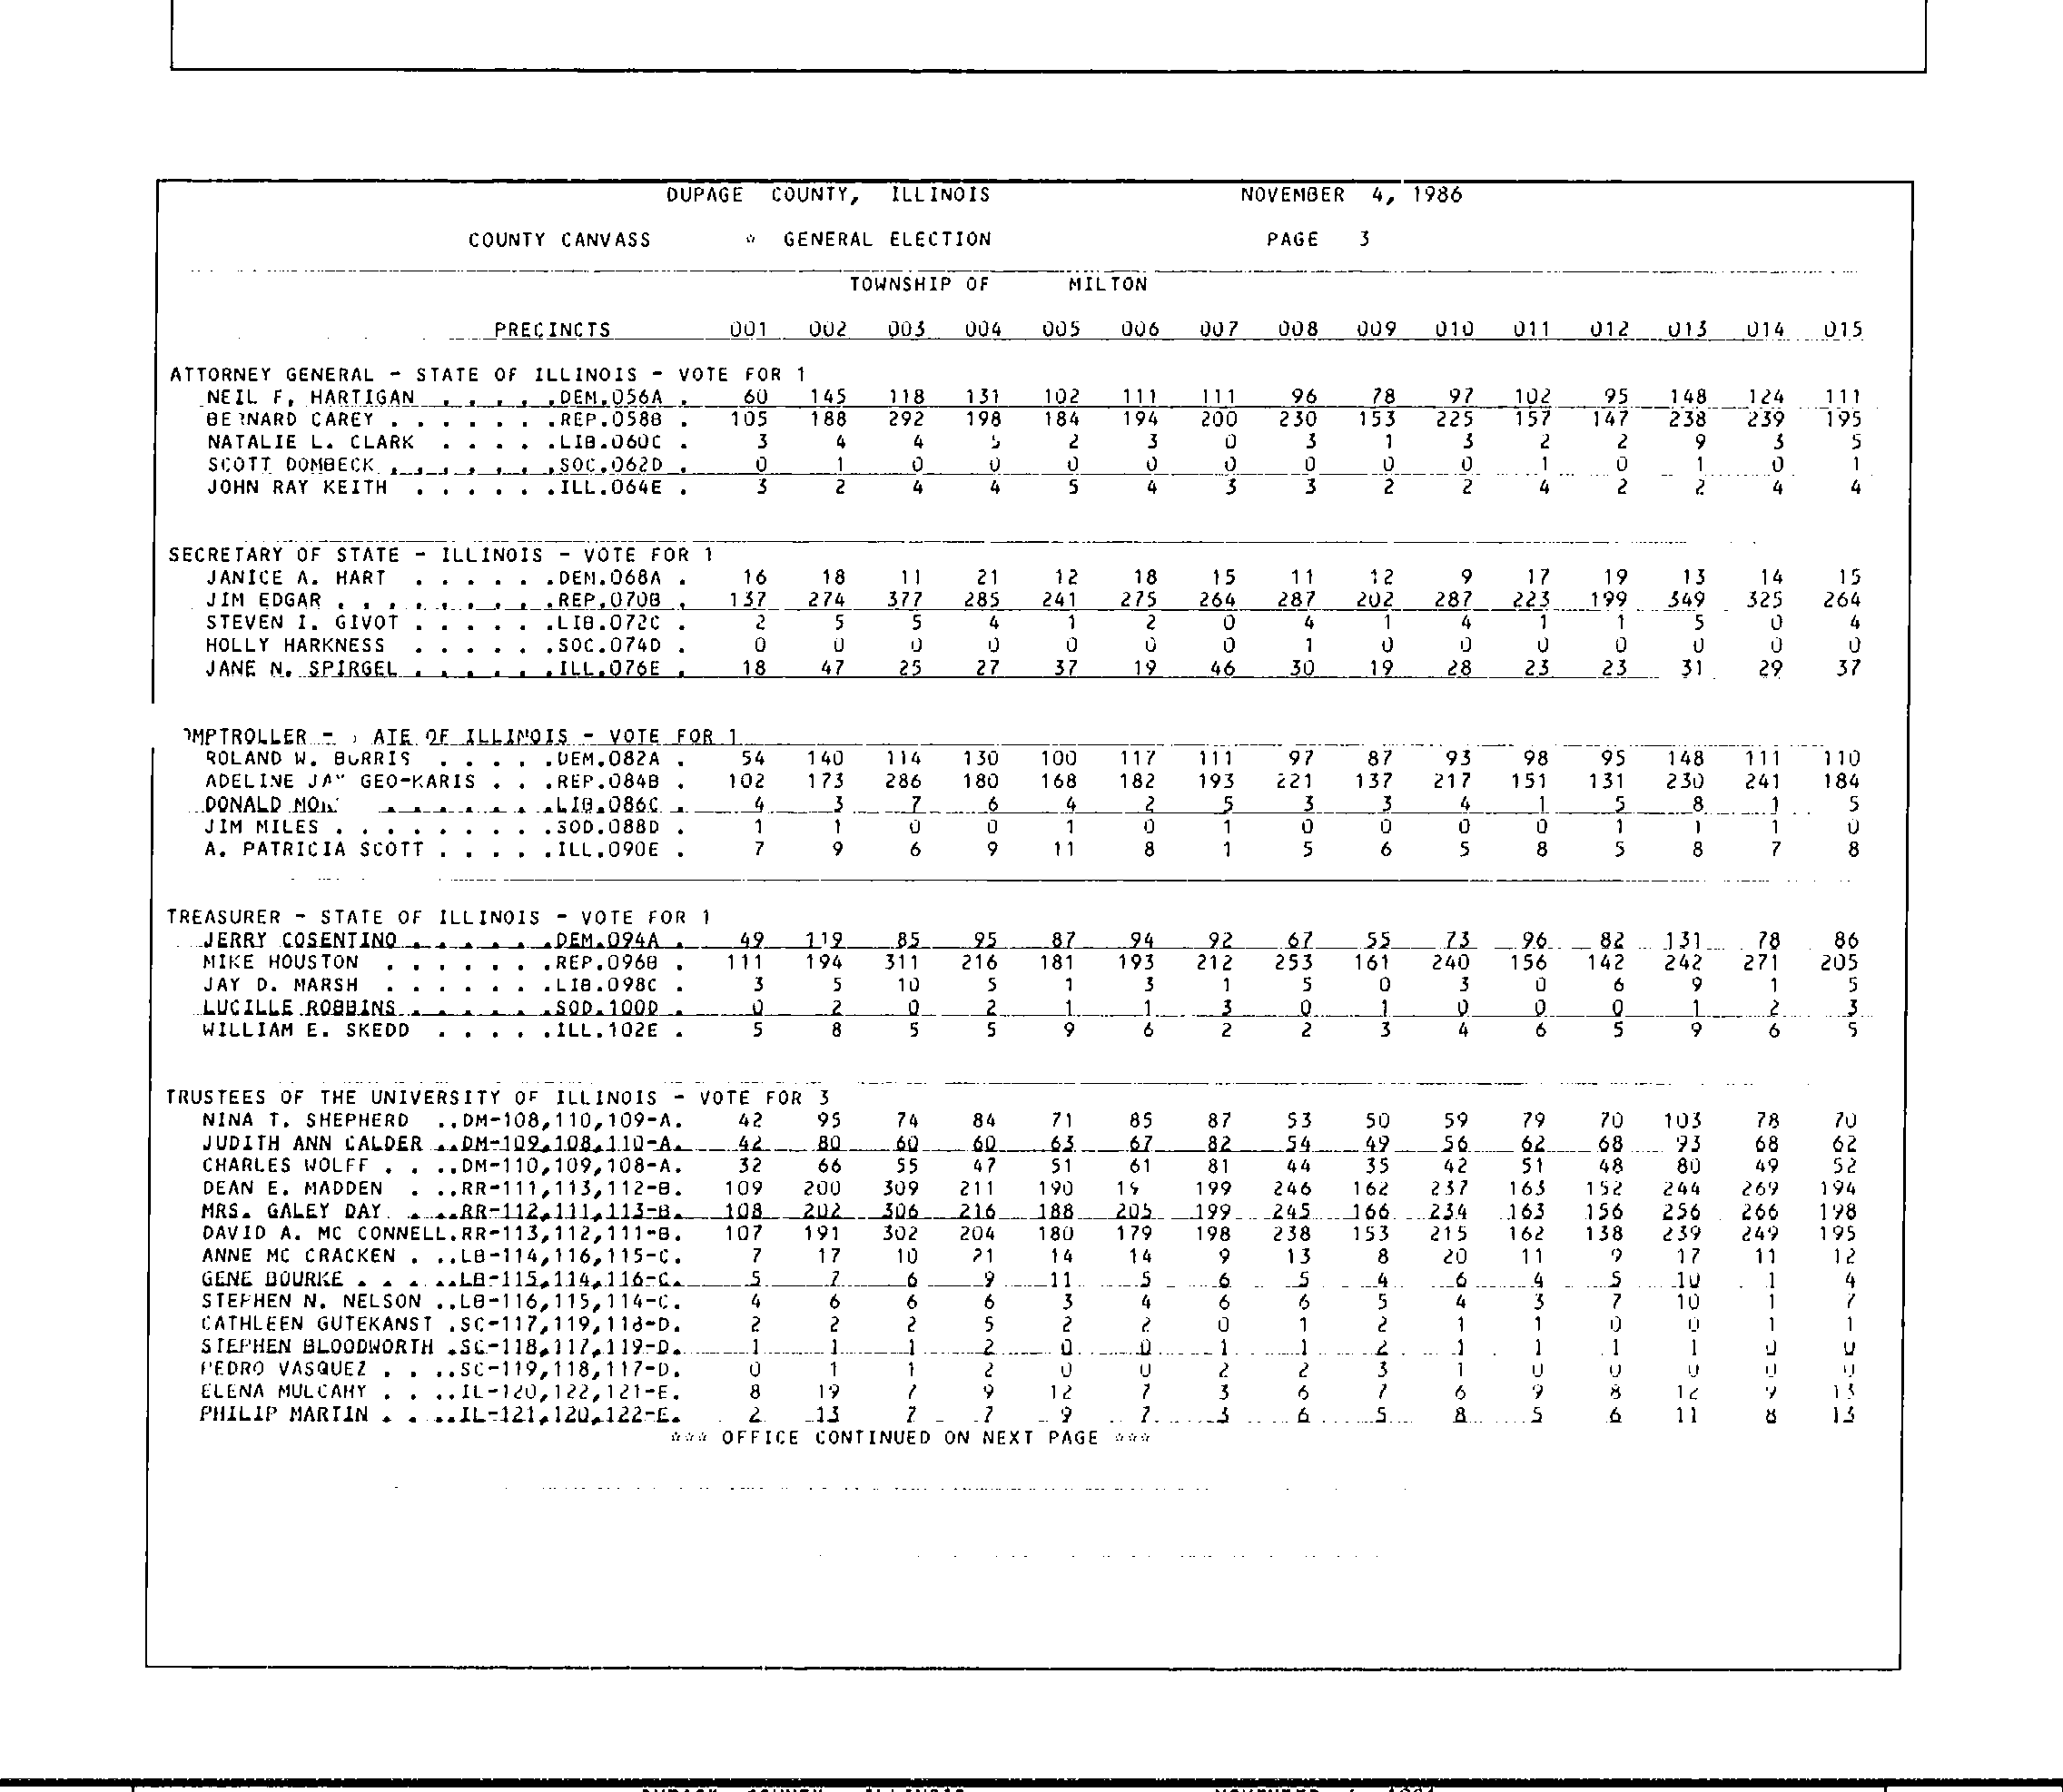 DUPAGE COUNTY, ILLINOIS NOVEMBER 4, 1986
COUNTY CANVASS * GENERAL ELECTION PAGE 3
TOWNSHIP OF MILTON
PRECINCTS 001 002 003 004 005 006 007 008 009 010 011 012 013 014 015
ATTORNEY GENERAL - STATE OF ILLINOIS - VOTE FOR 1
NEIL F. HARTIGAN . . . . .DEM.056A . 60 145 118 131 102 111 111 96 78 97 102 95 148 124 111
BERNARD CAREY . . . . . . .REP.058B . 105 188 292 198 184 194 200 230 153 225 157 147 238 239 195
NATALIE L. CLARK . . . . .LIB.060C . 3 4 4 5 2 3 0 3 1 3 2 2 9 3 5
SCOTT DOMBECK . . . . . . .SOC.062D . 0 1 0 0 0 0 0 0 0 0 1 0 1 0 1
JOHN RAY KEITH . . . . . .ILL.064E . 3 2 4 4 5 4 3 3 2 2 4 2 2 4 4
SECRETARY OF STATE - ILLINOIS - VOTE FOR 1
JANICE A. HART . . . . . .DEM.068A . 16 18 11 21 12 18 15 11 12 9 17 19 13 14 15
JIM EDGAR . . . . . . . . .REP.070B . 137 274 377 285 241 275 264 287 202 287 223 199 349 325 264
STEVEN I. GIVOT . . . . . .LIB.072C . 2 5 5 4 1 2 0 4 1 4 1 1 5 0 4
HOLLY HARKNESS . . . . . .SOC.074D . 0 0 0 0 0 0 0 1 0 0 0 0 0 0 0
JANE N. SPIRGEL . . . . . .ILL.076E . 18 47 25 27 37 19 46 30 19 28 23 23 31 29 37
OMPTROLLER - ATE OF ILLINOIS - VOTE FOR 1
ROLAND W. BURRIS . . . . .DEM.082A . 54 140 114 130 100 117 111 97 87 93 98 95 148 111 110
ADELINE JAY GEO-KARIS . . .REP.084B . 102 173 286 180 168 182 193 221 137 217 151 131 230 241 184
DONALD . . . . . . .LIB.086C . 4 3 7 6 4 2 5 3 3 4 1 5 8 1 5
JIM MILES . . . . . . . . .SOD.088D . 1 1 0 0 1 0 1 0 0 0 0 1 1 1 0
A. PATRICIA SCOTT . . . . .ILL.090E . 7 9 6 9 11 8 1 5 6 5 8 5 8 7 8
TREASURER - STATE OF ILLINOIS - VOTE FOR 1
JERRY COSENTINO . . . . . .DEM.094A . 49 119 85 95 87 94 92 67 55 73 96 82 131 78 86
MIKE HOUSTON . . . . . . .REP.096B . 111 194 311 216 181 193 212 253 161 240 156 142 242 271 205
JAY D. MARSH . . . . . . .LIB.098C . 3 5 10 5 1 3 1 5 0 3 0 6 9 1 5
LUCILLE ROBBINS . . . . . .SOD.100D . 0 2 0 2 1 1 3 0 1 0 0 0 1 2 3
WILLIAM E. SKEDD . . . . .ILL.102E . 5 8 5 5 9 6 2 2 3 4 6 5 9 6 5
TRUSTEES OF THE UNIVERSITY OF ILLINOIS - VOTE FOR 3
NINA T. SHEPHERD ..DM-108,110,109-A. 42 95 74 84 71 85 87 53 50 59 79 70 103 78 70
JUDITH ANN CALDER ..DM-109,108,110-A. 42 80 60 60 63 67 82 54 49 56 62 68 93 68 62
CHARLES WOLFF . . ..DM-110,109,108-A. 32 66 55 47 51 61 81 44 35 42 51 48 80 49 52
DEAN E. MADDEN . ..RR-111,113,112-B. 109 200 309 211 190 199 246 162 237 163 152 244 269 194
MRS. GALEY DAY . ..RR-112,111,113-B. 108 202 306 216 188 205 199 245 166 234 163 156 256 266 198
DAVID A. MC CONNELL.RR-113,112,111-B. 107 191 302 204 180 179 198 238 153 215 162 138 239 249 195
ANNE MC CRACKEN . ..LB-114,116,115-C. 7 17 10 21 14 14 9 13 8 20 11 9 17 11 12
GENE BOURKE . . . ..LB-115,114,116-C. 5 7 6 9 11 5 6 5 4 6 4 5 10 1 4
STEPHEN N. NELSON ..LB-116,115,114-C. 4 6 6 6 3 4 6 6 5 4 3 7 10 1 7
CATHLEEN GUTEKANST .SC-117,119,118-D. 2 2 2 5 2 2 0 1 2 1 1 0 0 1 1
STEPHEN BLOODWORTH .SC-118,117,119-D. 1 1 1 2 0 0 1 1 2 1 1 1 1 0 0
PEDRO VASQUEZ . . ..SC-119,118,117-D. 0 1 1 2 0 0 2 2 3 1 0 0 0 0 0
ELENA MULCAHY . . ..IL-120,122,121-E. 8 19 7 9 12 7 3 6 7 6 9 8 12 9 13
PHILIP MARTIN . . ..IL-121,120,122-E. 2 13 7 7 9 7 3 6 5 8 5 6 11 8 13
*** OFFICE CONTINUED ON NEXT PAGE ***